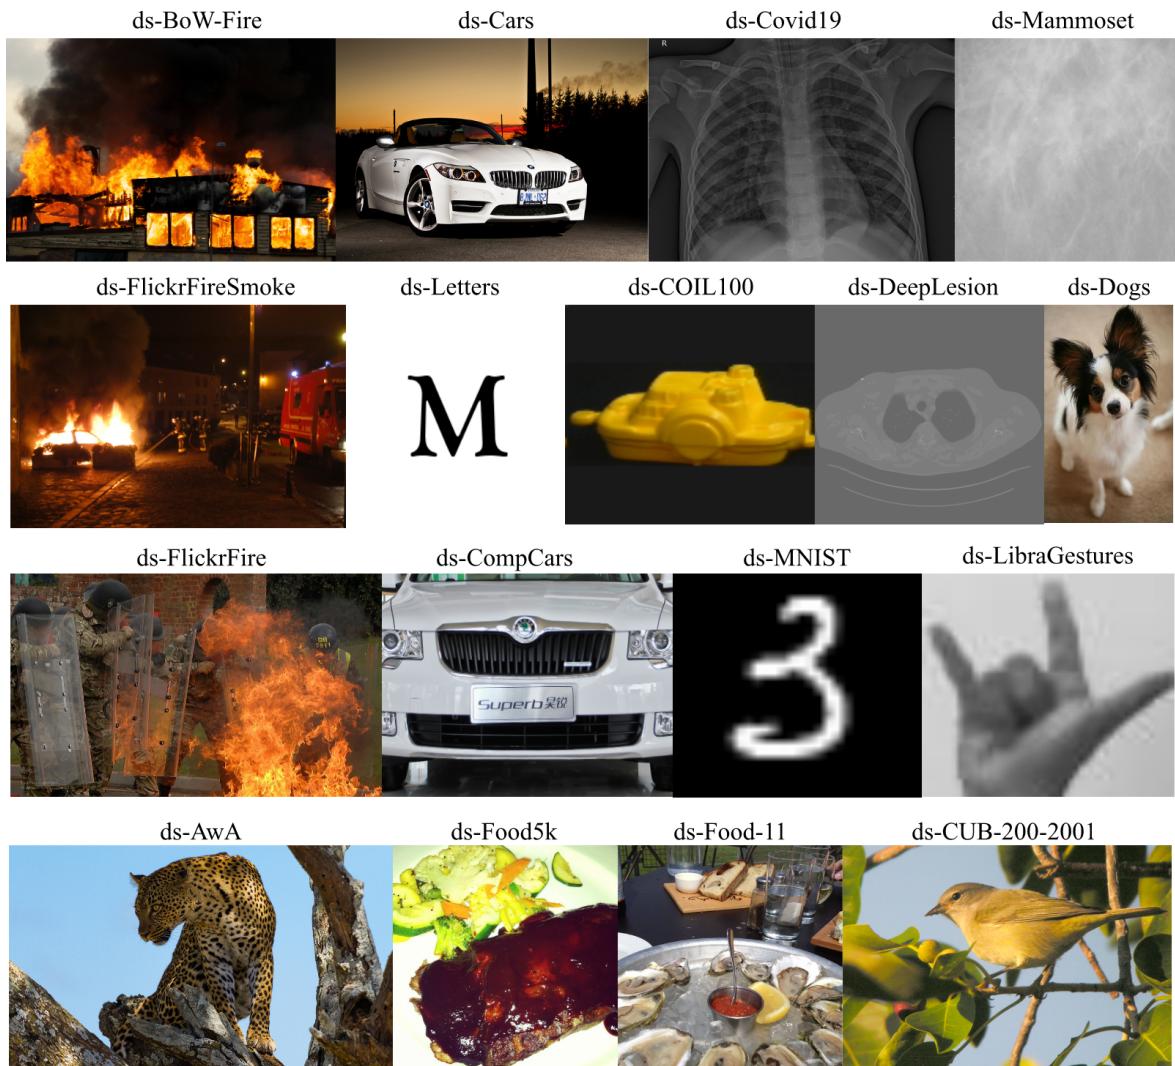 ds-BoW-Fire ds-Cars ds-Covid19 ds-Mammoset
R
ds-FlickrFireSmoke ds-Letters ds-COIL100 ds-DeepLesion ds-Dogs
M
ds-FlickrFire ds-CompCars ds-MNIST ds-LibraGestures
3
Superb
ds-AwA ds-Food5k ds-Food-11 ds-CUB-200-2001